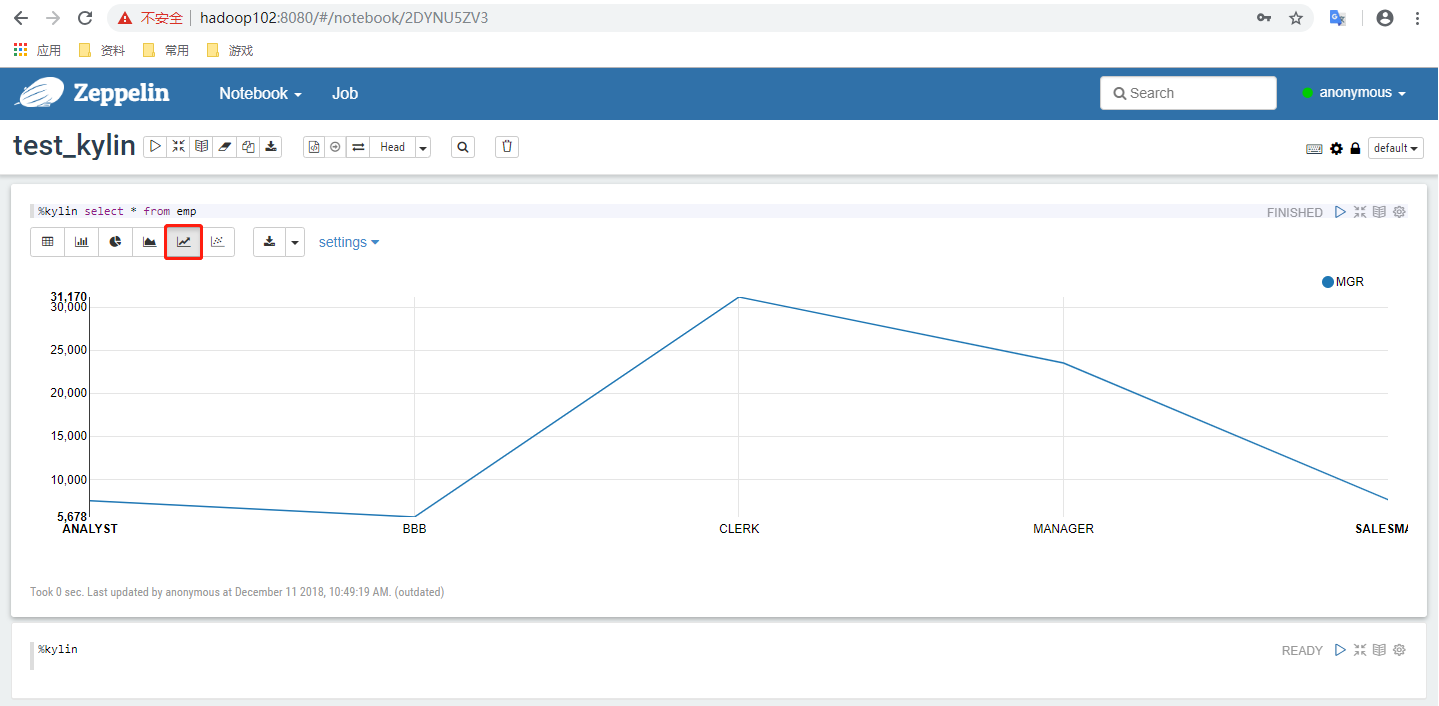 不安全 hadoop102:8080/#/notebook/2DYNU5ZV3
应用 资料 常用 游戏
Zeppelin Notebook Job Search anonymous
test_kylin Head default
%kylin select * from emp FINISHED
settings
MGR
31,170
30,000
25,000
20,000
15,000
10,000
5,678
ANALYST BBB CLERK MANAGER SALESMA
Took 0 sec. Last updated by anonymous at December 11 2018, 10:49:19 AM. (outdated)
%kylin READY